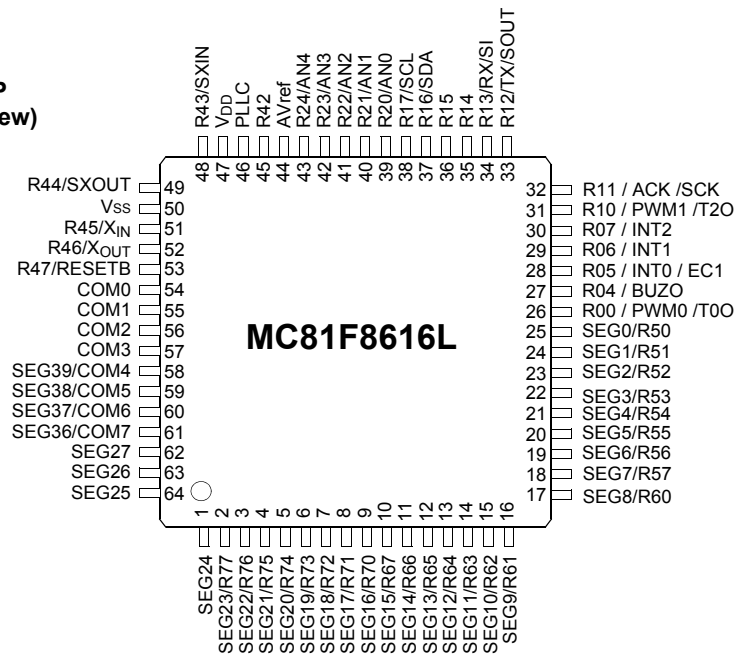 P
ew)
R43/SXIN
VDD
PLLC
R42
AVref
R24/AN4
R23/AN3
R22/AN2
R21/AN1
R20/AN0
R17/SCL
R16/SDA
R15
R14
R13/RX/SI
R12/TX/SOUT
48 47 46 45 44 43 42 41 40 39 38 37 36 35 34 33
R44/SXOUT 49
VSS 50
R45/XIN 51
R46/XOUT 52
R47/RESETB 53
COM0 54
COM1 55
COM2 56
COM3 57
SEG39/COM4 58
SEG38/COM5 59
SEG37/COM6 60
SEG36/COM7 61
SEG27 62
SEG26 63
SEG25 64
MC81F8616L
32 R11 / ACK /SCK
31 R10 / PWM1 /T2O
30 R07 / INT2
29 R06 / INT1
28 R05 / INT0 / EC1
27 R04 / BUZO
26 R00 / PWM0 /T0O
25 SEG0/R50
24 SEG1/R51
23 SEG2/R52
22 SEG3/R53
21 SEG4/R54
20 SEG5/R55
19 SEG6/R56
18 SEG7/R57
17 SEG8/R60
1 2 3 4 5 6 7 8 9 10 11 12 13 14 15 16
SEG24
SEG23/R77
SEG22/R76
SEG21/R75
SEG20/R74
SEG19/R73
SEG18/R72
SEG17/R71
SEG16/R70
SEG15/R67
SEG14/R66
SEG13/R65
SEG12/R64
SEG11/R63
SEG10/R62
SEG9/R61